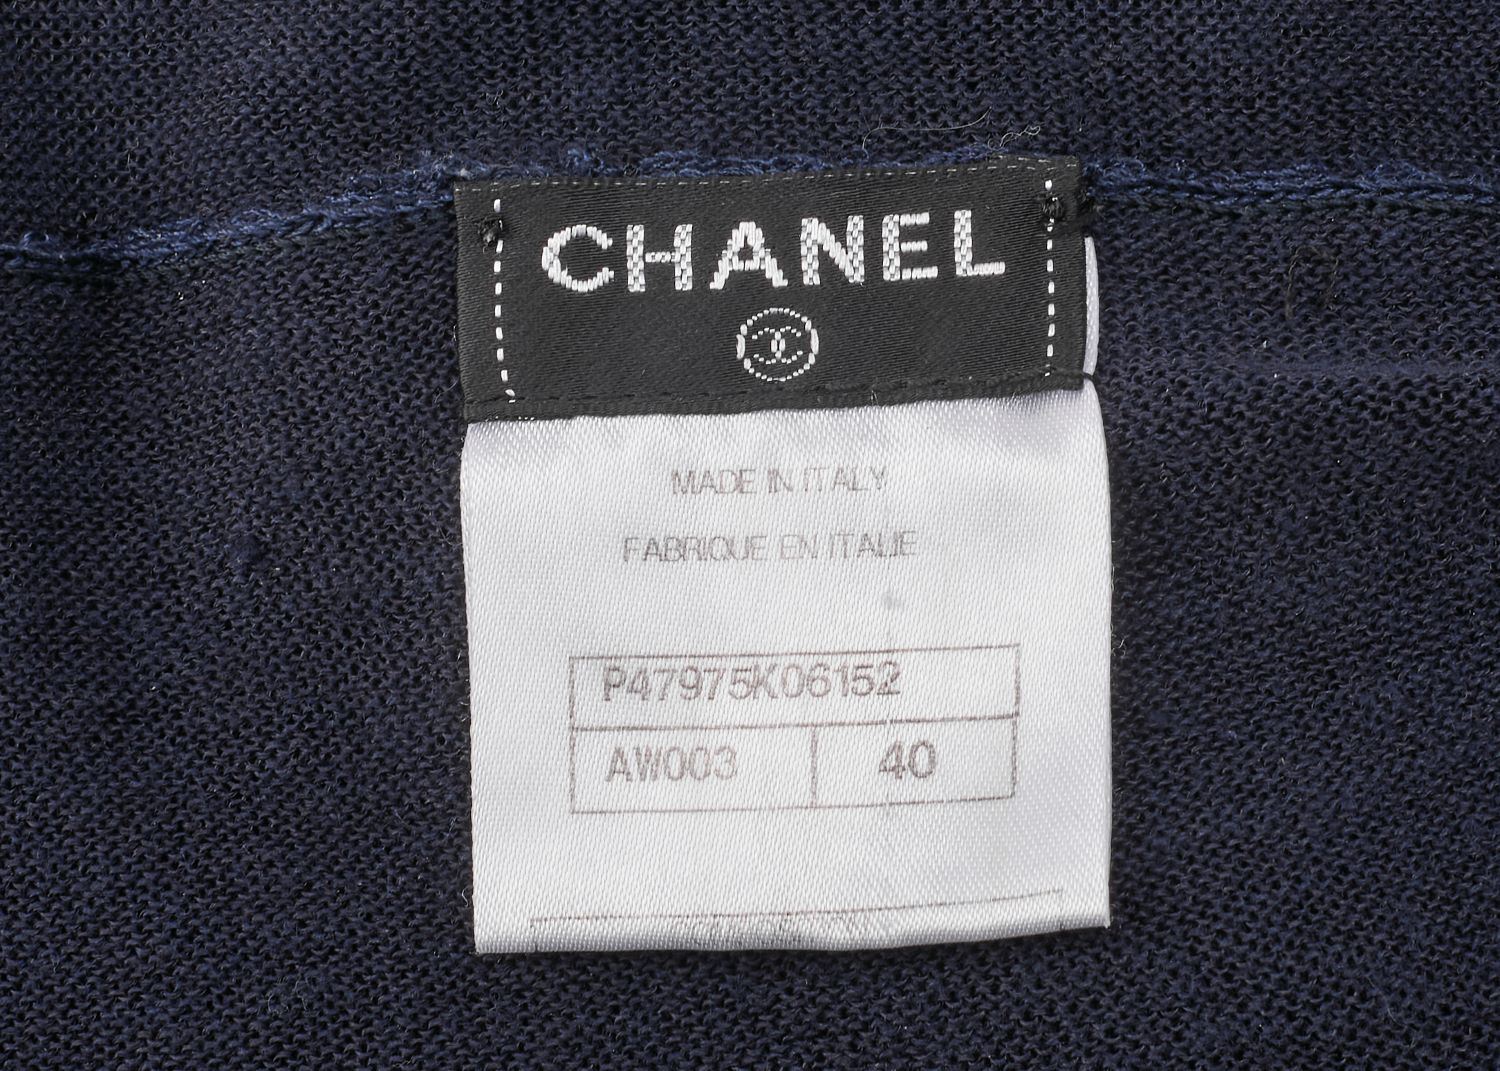 CHANEL
MADE IN ITALY
FABRIQUE EN ITALIE
P47975K06152
AW003 40